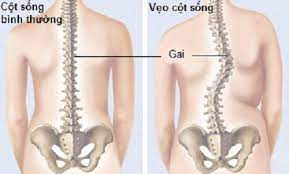 Cột sống
bình thường
Vẹo cột sống
Gai